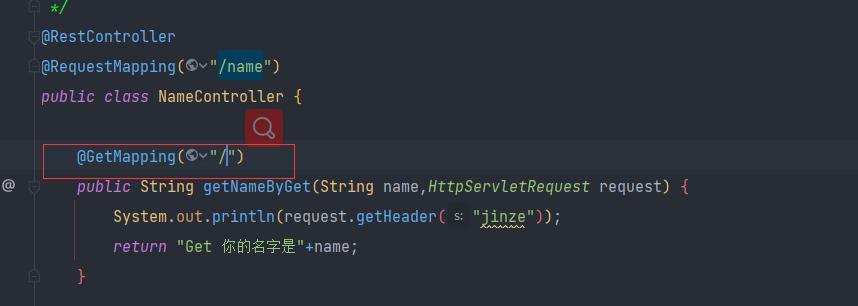 */
@RestController
@RequestMapping("/name")
public class NameController {
@GetMapping("/")
@ public String getNameByGet(String name,HttpServletRequest request) {
System.out.println(request.getHeader( s: "jinze"));
return "Get 你的名字是"+name;
}